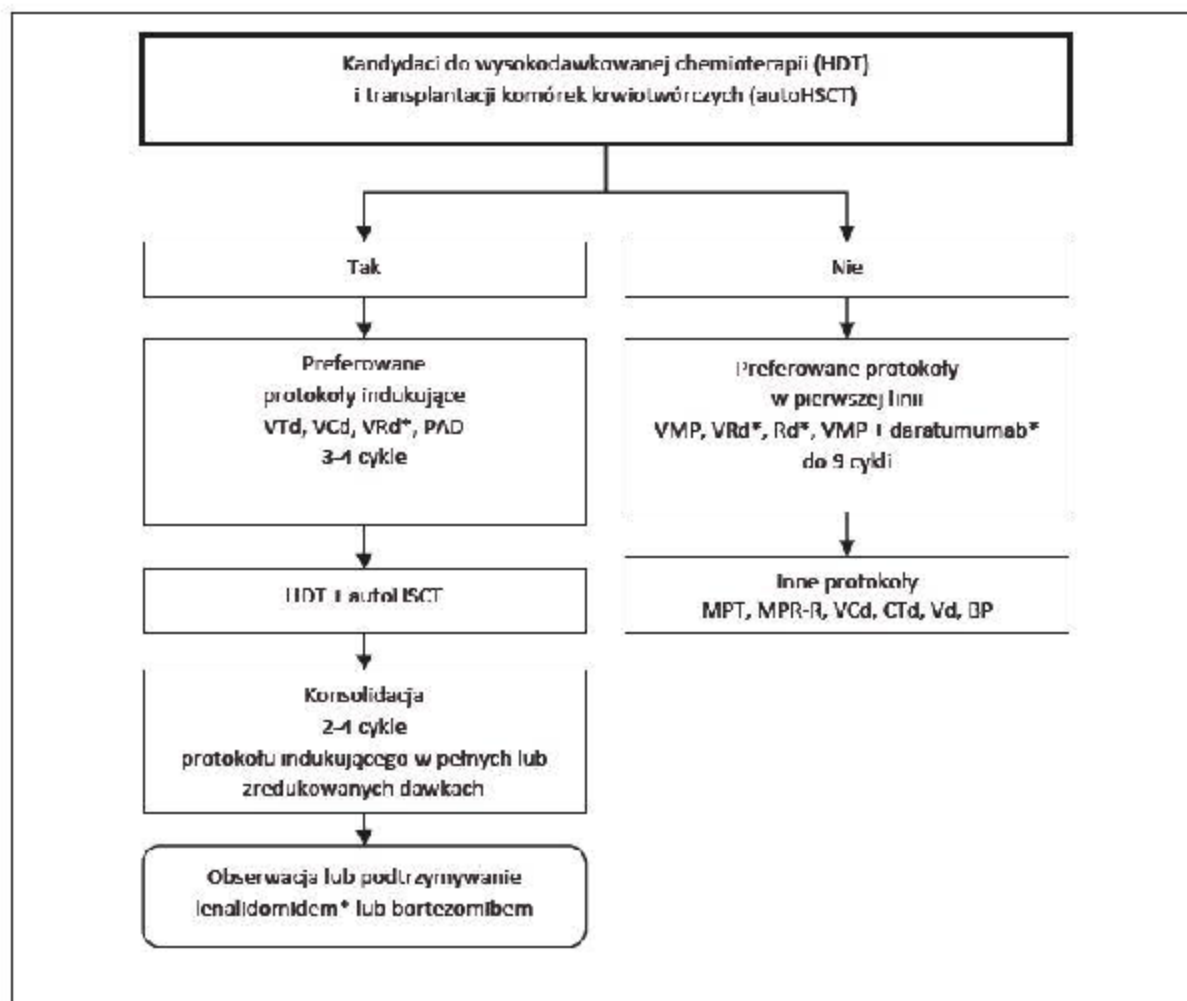 Kandydaci do wysokodawkowanej chemioterapii (HDT)
i transplantacji komórek krwiotwórczych (autoHSCT)
Tak
Nie
Preferowane
protokoły indukujące
VTd, VCd, VRd*, PAD
3-4 cykle
Preferowane protokoły
w pierwszej linii
VMP, VRd*, Rd*, VMP + daratumumab*
do 9 cykli
HDT + autoHSCT
Inne protokoły
MPT, MPR-R, VCd, CTd, Vd, BP
Konsolidacja
2-4 cykle
protokołu indukującego w pełnych lub
zredukowanych dawkach
Obserwacja lub podtrzymywanie
lenalidomidem* lub bortezomibem